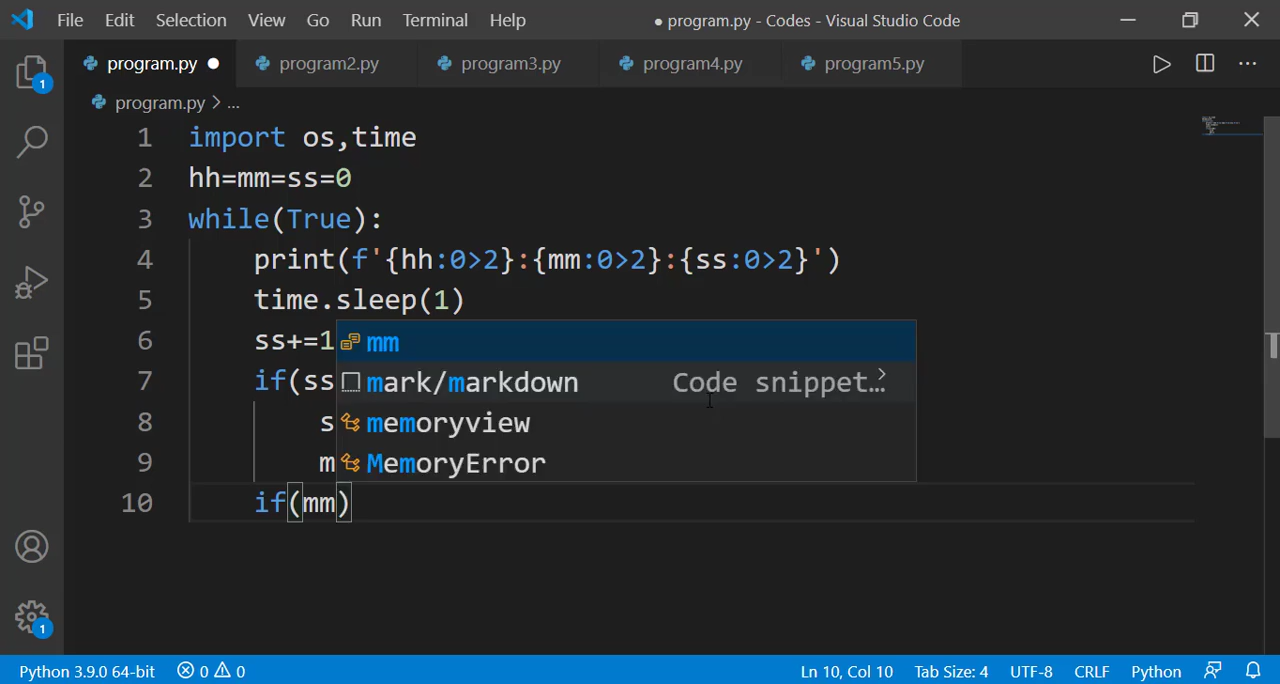 File Edit Selection View Go Run Terminal Help ● program.py - Codes - Visual Studio Code
1 program.py ● program2.py program3.py program4.py program5.py
program.py > ...
1 import os,time
2 hh=mm=ss=0
3 while(True):
4 print(f'{hh:0>2}:{mm:0>2}:{ss:0>2}')
5 time.sleep(1)
6 ss+=1 mm
7 if(ss mark/markdown Code snippet… >
8 s memoryview
9 m MemoryError
10 if(mm)
1
Python 3.9.0 64-bit 0 0 Ln 10, Col 10 Tab Size: 4 UTF-8 CRLF Python